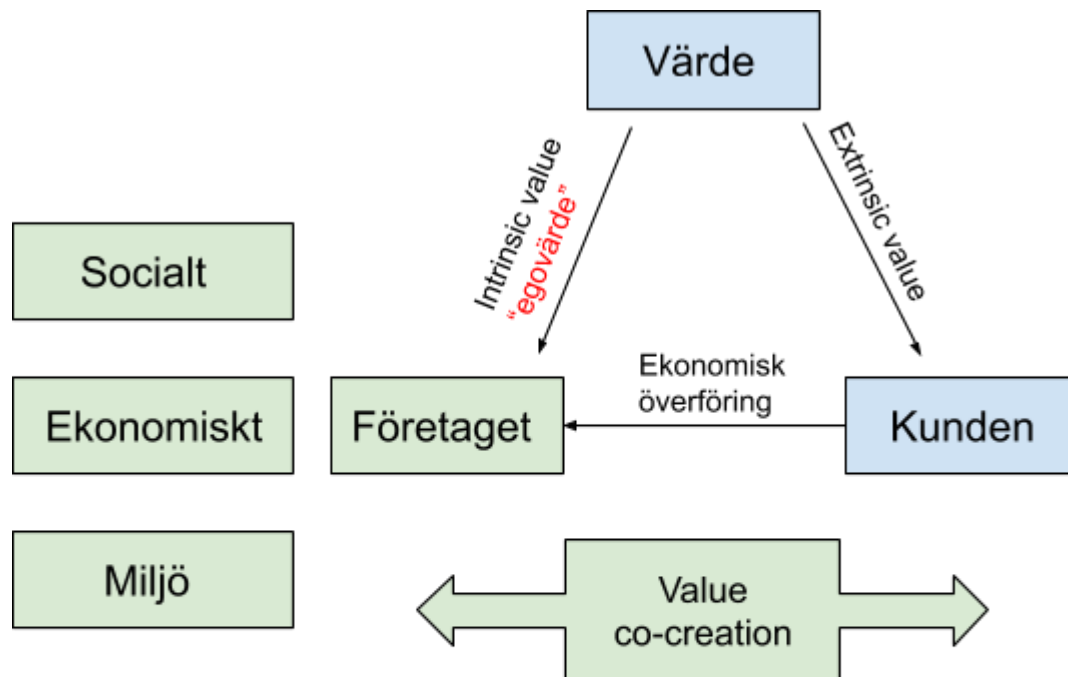 Värde
Intrinsic value
“egovärde”
Extrinsic value
Socialt
Ekonomiskt
Miljö
Företaget
Ekonomisk
överföring
Kunden
Value
co-creation